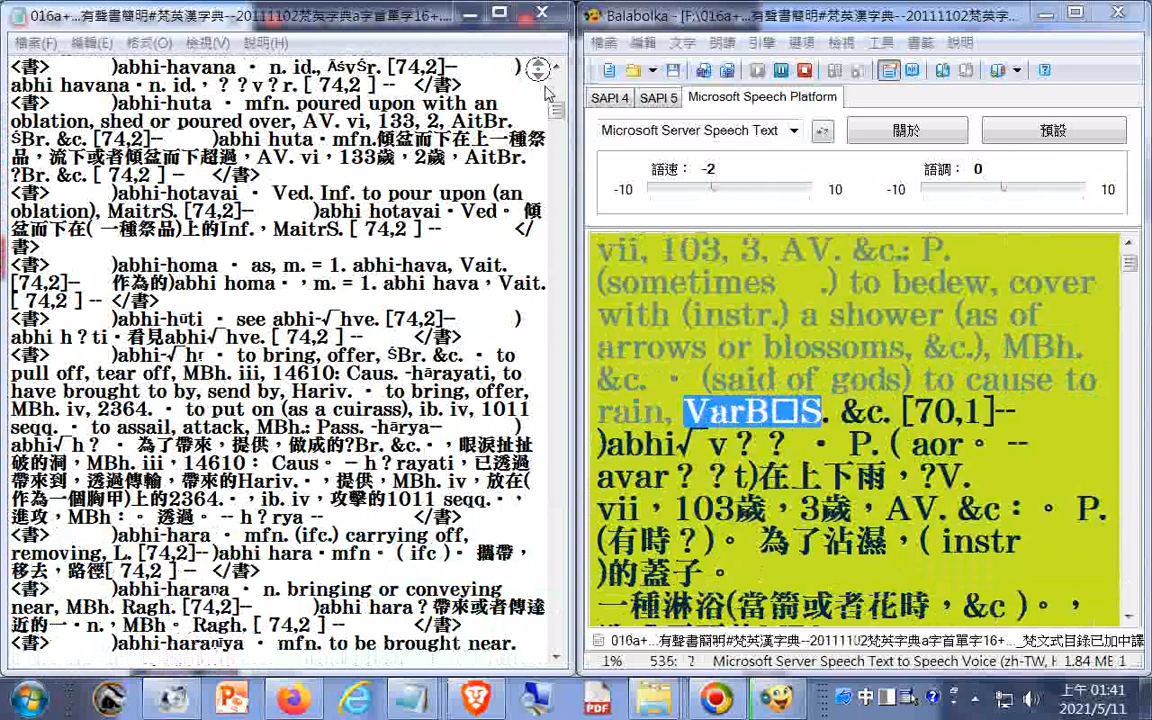 016a+...有聲書簡明#梵英漢字典--20111102梵英字典a字首單字16+...
檔案(F) 編輯(E) 格式(O) 檢視(V) 說明(H)
<書> )abhi-havana · n. id., ĀśvŚr. [74,2]-- )
abhi havana · n. id.，？？v？r. [74,2 ] -- </書>
<書> )abhi-huta · mfn. poured upon with an
oblation, shed or poured over, AV. vi, 133, 2, AitBr.
ŚBr. &c. [74,2] )abhi huta · mfn.傾盆而下在上一種祭
品，流下或者傾盆而下超過，AV. vi，133歲，2歲，AitBr.
?Br. &c. [ 74,2 ] -- </書>
<書> )abhi-hotavai · Ved. Inf. to pour upon (an
oblation), MaitrS. [74,2]-- )abhi hotavai · Ved。 傾
盆而下在( 一種祭品)上的Inf.，MaitrS. [ 74,2 ] -- </
書>
<書> )abhi-homa · as, m. = 1. abhi-hava, Vait.
[74,2]-- 作為的)abhi homa · ，m. = 1. abhi hava，Vait.
[ 74,2 ] -- </書>
<書> )abhi-hūti · see abhi-√ hve. [74,2]-- )
abhi h？ti · 看見abhi√ hve. [ 74,2 ] -- </書>
<書> )abhi-√ hṛ · to bring, offer, ŚBr. &c. · to
pull off, tear off, MBh. iii, 14610: Caus. -hārayati, to
have brought to by, send by, Hariv. · to bring, offer,
MBh. iv, 2364. · to put on (as a cuirass), ib. iv, 1011
seqq. · to assail, attack, MBh.: Pass. -hārya-- )
abhi√ h？ · 為了帶來，提供，做成的?Br. &c. · 眼淚扯扯
破的洞，MBh. iii，14610： Caus。 -- h？rayati，已透過
帶來到，透過傳輸，帶來的Hariv. · ，提供，MBh. iv，放在(
作為一個胸甲)上的2364. · ，ib. iv，攻擊的1011 seqq. · ，
進攻，MBh：。 透過。 -- h？rya -- </書>
<書> )abhi-hara · mfn. (ifc.) carrying off,
removing, L. [74,2]--)abhi hara · mfn · ( ifc )。 攜帶，
移去，路徑[ 74,2 ] -- </書>
<書> )abhi-haraṇa · n. bringing or conveying
near, MBh. Ragh. [74,2]-- )abhi hara？帶來或者傳達
近的一 · n.，MBh。 Ragh. [ 74,2 ] -- </書>
<書> )abhi-haraṇīya · mfn. to be brought near.
Balabolka - [F:\016a+...有聲書簡明#梵英漢字典--20111102梵英字...
檔案 編輯 文字 朗讀 引擎 選項 檢視 工具 書籤 說明
SAPI 4 SAPI 5 Microsoft Speech Platform
Microsoft Server Speech Text 關於 預設
語速： -2 語調： 0
-10 10 -10 10
vii, 103, 3, AV. &c.: P.
(sometimes .) to bedew, cover
with (instr.) a shower (as of
arrows or blossoms, &c.), MBh.
&c. · (said of gods) to cause to
rain, VarB□S. &c. [70,1]--
)abhi√ v？？ · P. ( aor。 --
avar？？t)在上下雨，?V.
vii，103歲，3歲，AV. &c：。 P.
(有時？)。 為了沾濕，( instr
)的蓋子。
一種淋浴(當箭或者花時，&c )。，
016a+...有聲書簡明#梵英漢字典--20111102梵英字典a字首單字16+..._梵文式目錄已加中譯
1% 535: ? Microsoft Server Speech Text to Speech Voice (zh-TW, 1.84 ME 1
中
上午 01:41
2021/5/11